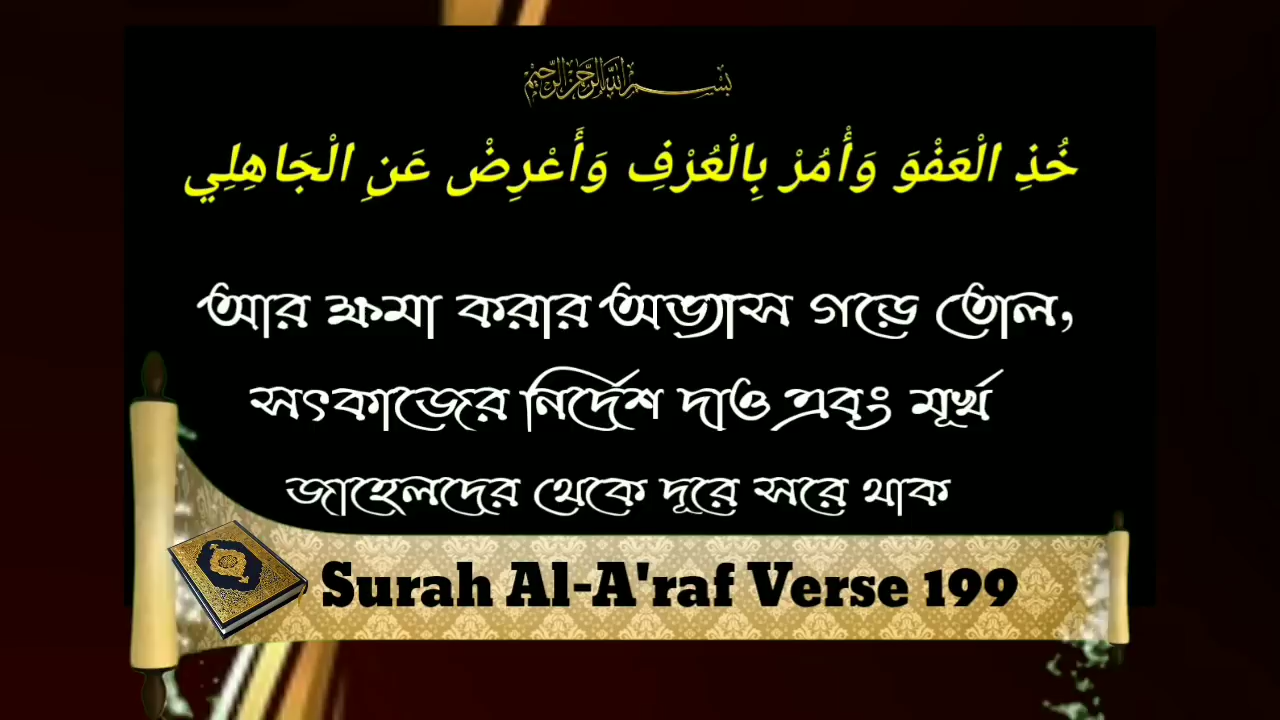 بسم الله الرحمن الرحيم
خُذِ الْعَفْوَ وَأْمُرْ بِالْعُرْفِ وَأَعْرِضْ عَنِ الْجَاهِلِي
আর ক্ষমা করার অভ্যাস গড়ে তোল,
সৎকাজের নির্দেশ দাও এবং মূর্খ
জাহেলদের থেকে দূরে সরে থাক
Surah Al-A'raf Verse 199